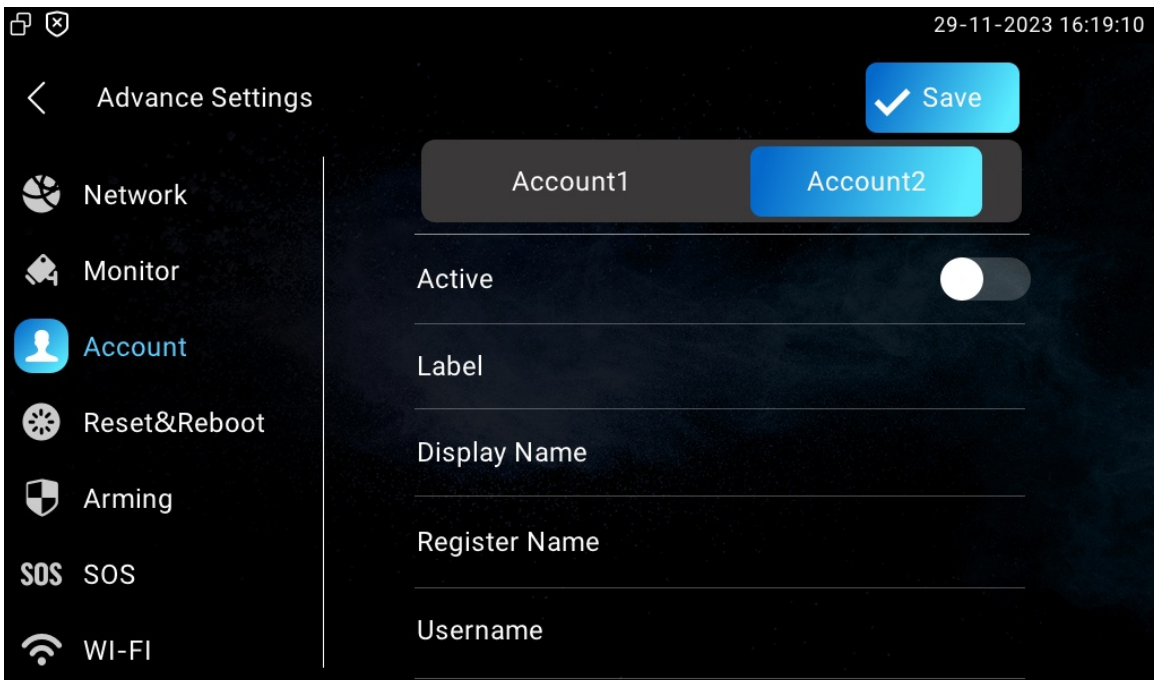 29-11-2023 16:19:10
Advance Settings
Save
Network
Monitor
Account
Reset&Reboot
Arming
SOS SOS
WI-FI
Account1 Account2
Active
Label
Display Name
Register Name
Username